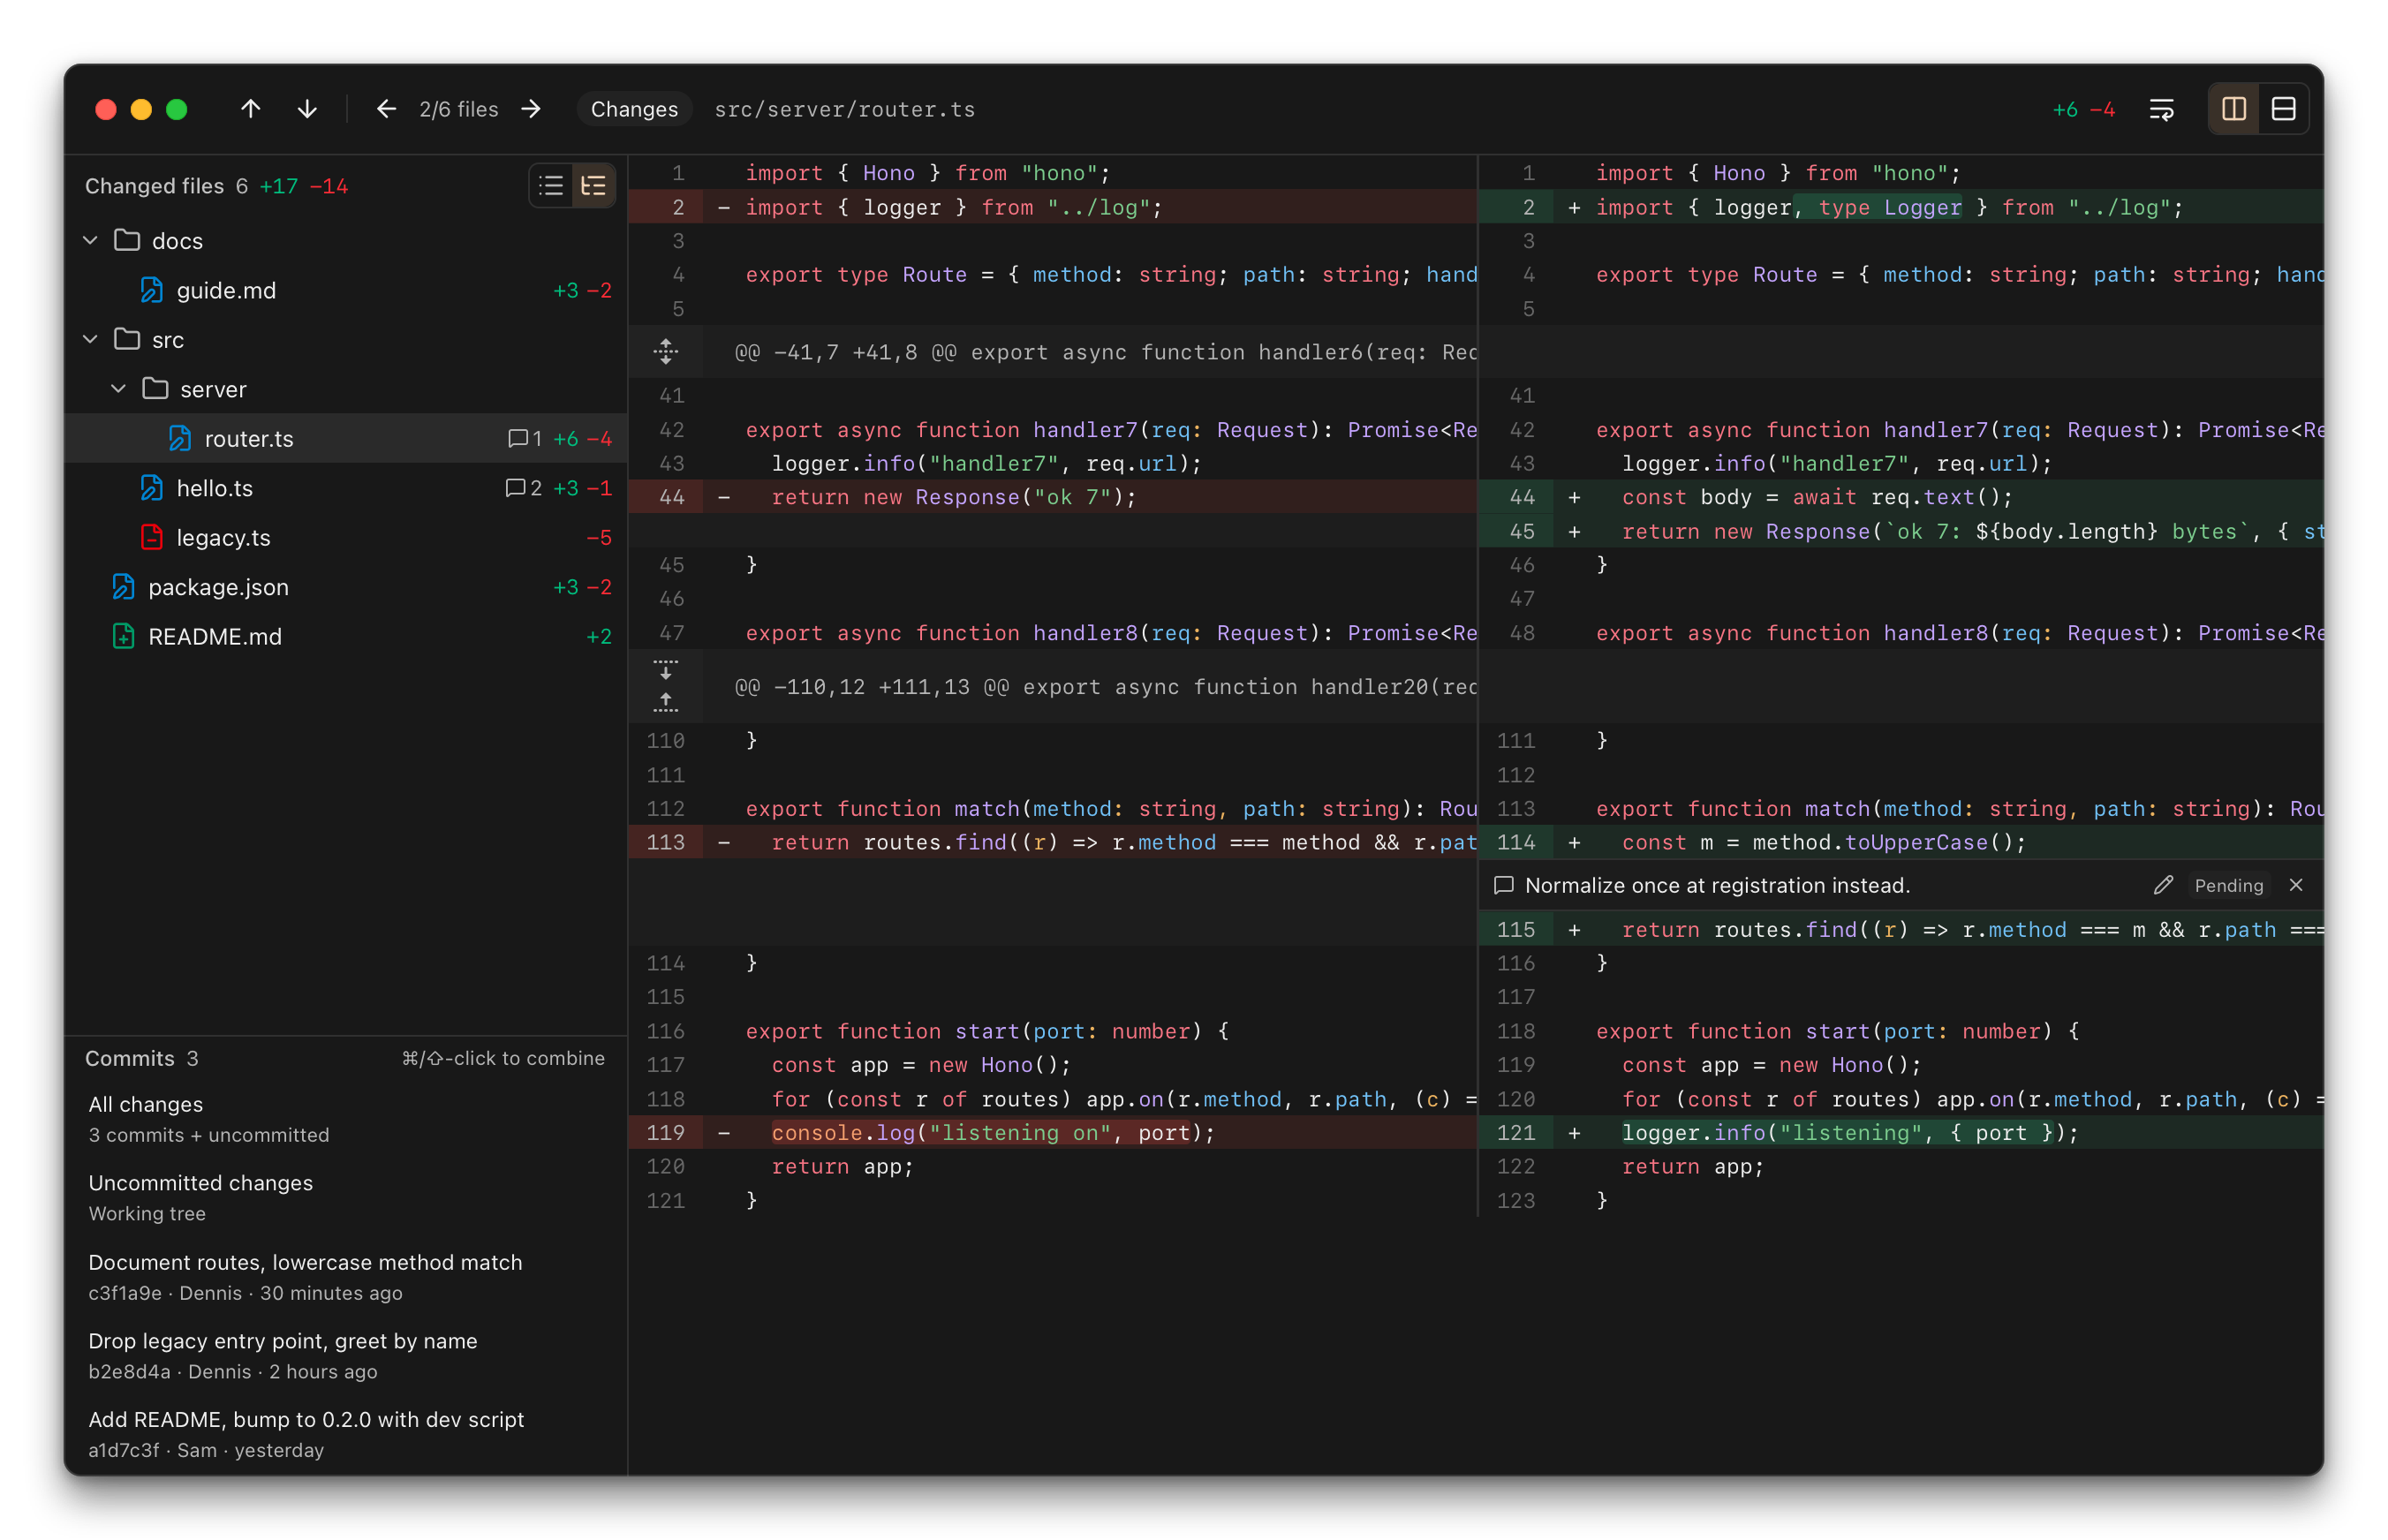 2/6 files Changes src/server/router.ts +6 −4
Changed files 6 +17 −14
docs
guide.md +3 −2
src
server
router.ts 1 +6 −4
hello.ts 2 +3 −1
legacy.ts −5
package.json +3 −2
README.md +2
Commits 3 ⌘/⇧-click to combine
All changes
3 commits + uncommitted
Uncommitted changes
Working tree
Document routes, lowercase method match
c3f1a9e · Dennis · 30 minutes ago
Drop legacy entry point, greet by name
b2e8d4a · Dennis · 2 hours ago
Add README, bump to 0.2.0 with dev script
a1d7c3f · Sam · yesterday
1 import { Hono } from "hono";
2 − import { logger } from "../log";
3
4 export type Route = { method: string; path: string; hand
5
@@ −41,7 +41,8 @@ export async function handler6(req: Req
41
42 export async function handler7(req: Request): Promise<Re
43 logger.info("handler7", req.url);
44 − return new Response("ok 7");
45 }
46
47 export async function handler8(req: Request): Promise<Re
@@ −110,12 +111,13 @@ export async function handler20(req
110 }
111
112 export function match(method: string, path: string): Rou
113 − return routes.find((r) => r.method === method && r.pat
114 }
115
116 export function start(port: number) {
117 const app = new Hono();
118 for (const r of routes) app.on(r.method, r.path, (c) =
119 − console.log("listening on", port);
120 return app;
121 }
1 import { Hono } from "hono";
2 + import { logger, type Logger } from "../log";
3
4 export type Route = { method: string; path: string; hand
5
41
42 export async function handler7(req: Request): Promise<Re
43 logger.info("handler7", req.url);
44 + const body = await req.text();
45 + return new Response(`ok 7: ${body.length} bytes`, { st
46 }
47
48 export async function handler8(req: Request): Promise<Re
111 }
112
113 export function match(method: string, path: string): Rou
114 + const m = method.toUpperCase();
Normalize once at registration instead. Pending
115 + return routes.find((r) => r.method === m && r.path ===
116 }
117
118 export function start(port: number) {
119 const app = new Hono();
120 for (const r of routes) app.on(r.method, r.path, (c) =
121 + logger.info("listening", { port });
122 return app;
123 }